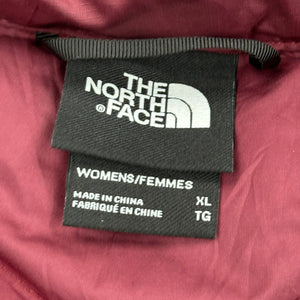 THE
NORTH
®FACE
WOMENS/FEMMES
MADE IN CHINA XL
FABRIQUÉ EN CHINE TG